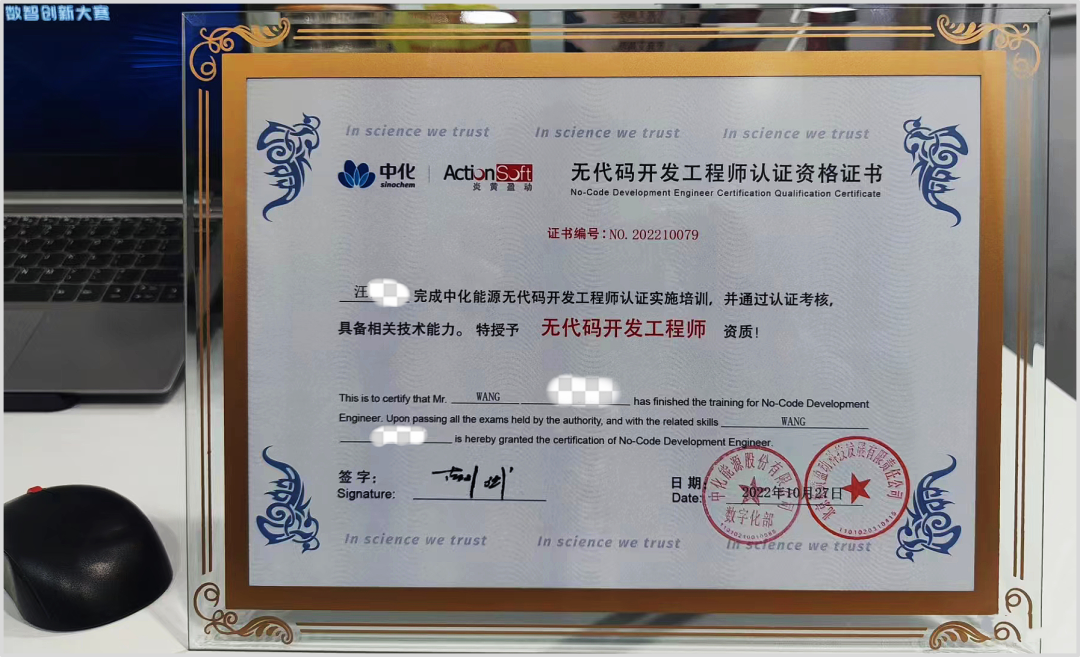 数智创新大赛
In science we trust In science we trust In science we trust
中化 sinochem ActionSoft 炎黄盈动
无代码开发工程师认证资格证书
No-Code Development Engineer Certification Qualification Certificate
证书编号:NO.202210079
汪 完成中化能源无代码开发工程师认证实施培训，并通过认证考核，
具备相关技术能力。特授予 无代码开发工程师 资质！
This is to certify that Mr. WANG has finished the training for No-Code Development
Engineer. Upon passing all the exams held by the authority, and with the related skills WANG
is hereby granted the certification of No-Code Development Engineer.
签字：
Signature:
日期：
Date: 2022年10月27日
中化能源股份有限公司
数字化部
In science we trust In science we trust In science we trust